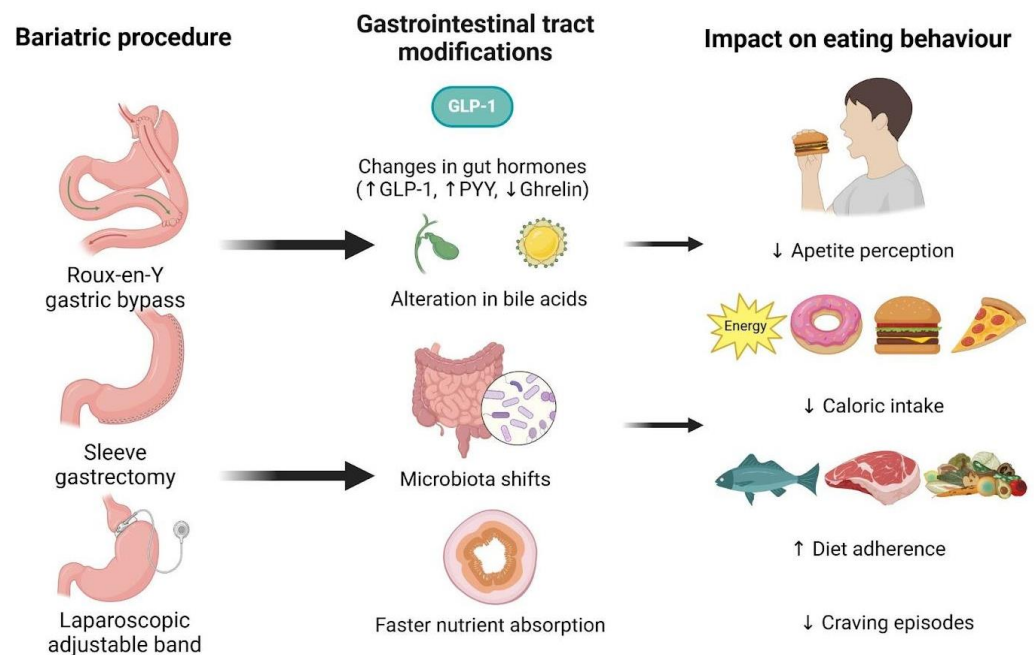 Bariatric procedure
Roux-en-Y
gastric bypass
Sleeve
gastrectomy
Laparoscopic
adjustable band
Gastrointestinal tract
modifications
GLP-1
Changes in gut hormones
(↑GLP-1, ↑PYY, ↓Ghrelin)
Alteration in bile acids
Microbiota shifts
Faster nutrient absorption
Impact on eating behaviour
↓ Apetite perception
Energy
↓ Caloric intake
↑ Diet adherence
↓ Craving episodes